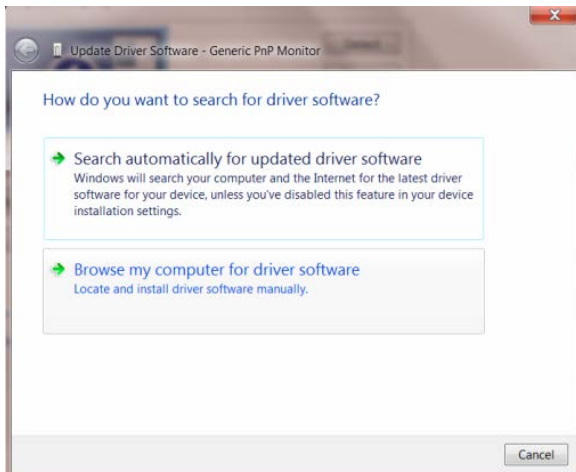 Update Driver Software - Generic PnP Monitor
How do you want to search for driver software?
Search automatically for updated driver software
Windows will search your computer and the Internet for the latest driver
software for your device, unless you've disabled this feature in your device
installation settings.
Browse my computer for driver software
Locate and install driver software manually.
Cancel